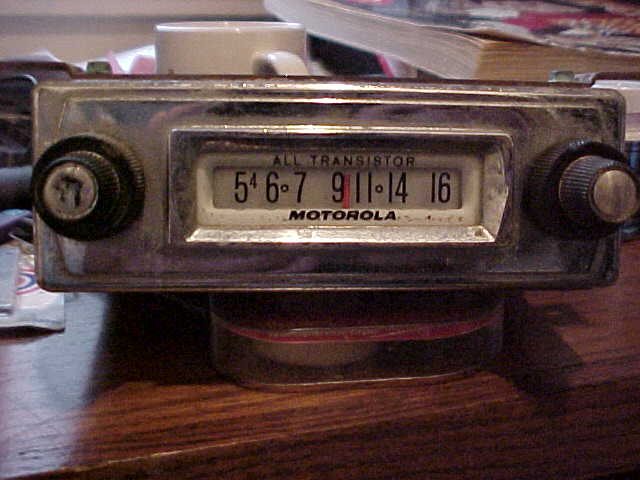 ALL TRANSISTOR
54 6 7 9 11 14 16
MOTOROLA